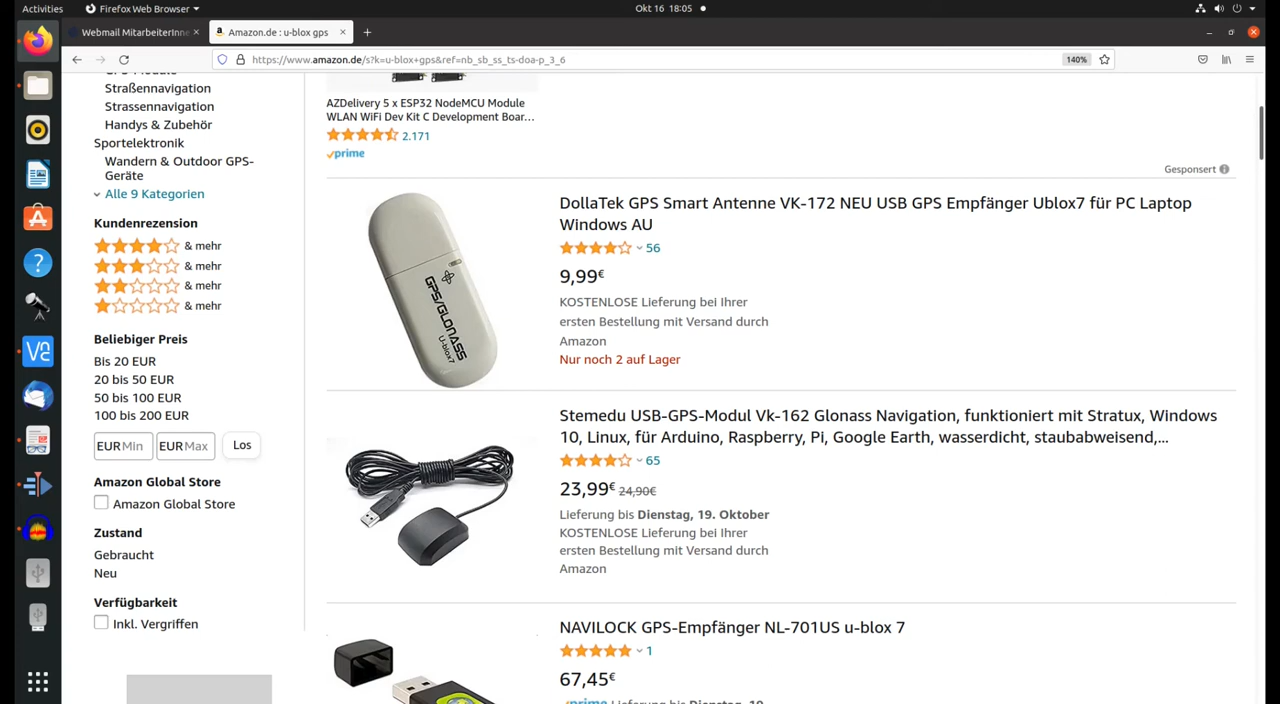 Activities
Firefox Web Browser
Okt 16 18:05
Webmail MitarbeiterInne
Amazon.de : u-blox gps
https://www.amazon.de/s?k=u-blox+gps&ref=nb_sb_ss_ts-doa-p_3_6
140%
GPS-Module
Straßennavigation
Strassennavigation
Handys & Zubehör
Sportelektronik
Wandern & Outdoor GPS-
Geräte
Alle 9 Kategorien
Kundenrezension
& mehr
& mehr
& mehr
& mehr
Beliebiger Preis
Bis 20 EUR
20 bis 50 EUR
50 bis 100 EUR
100 bis 200 EUR
EUR Min
EUR Max
Los
Amazon Global Store
Amazon Global Store
Zustand
Gebraucht
Neu
Verfügbarkeit
Inkl. Vergriffen
AZDelivery 5 x ESP32 NodeMCU Module
WLAN WiFi Dev Kit C Development Boar...
2.171
prime
Gesponsert
GPS/GLONASS
U-blox7
DollaTek GPS Smart Antenne VK-172 NEU USB GPS Empfänger Ublox7 für PC Laptop
Windows AU
56
9,99€
KOSTENLOSE Lieferung bei Ihrer
ersten Bestellung mit Versand durch
Amazon
Nur noch 2 auf Lager
Stemedu USB-GPS-Modul Vk-162 Glonass Navigation, funktioniert mit Stratux, Windows
10, Linux, für Arduino, Raspberry, Pi, Google Earth, wasserdicht, staubabweisend,...
65
23,99€ 24,90€
Lieferung bis Dienstag, 19. Oktober
KOSTENLOSE Lieferung bei Ihrer
ersten Bestellung mit Versand durch
Amazon
NAVILOCK GPS-Empfänger NL-701US u-blox 7
1
67,45€
prime Lieferung bis Dienstag, 19.